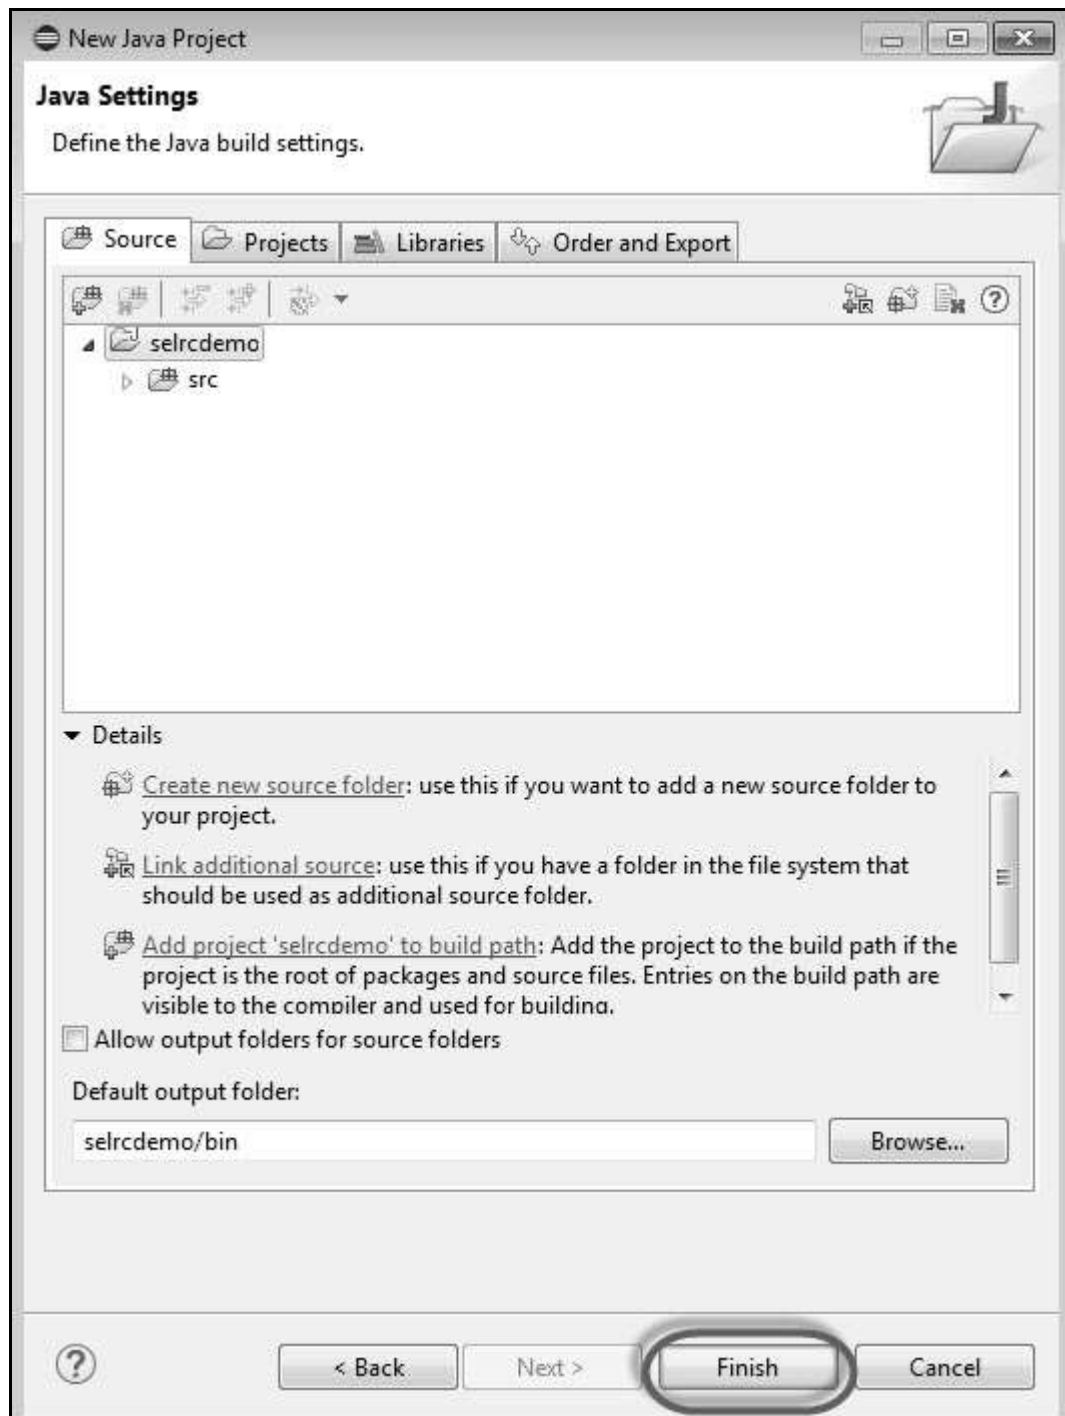 New Java Project
Java Settings
Define the Java build settings.
Source Projects Libraries Order and Export
selrcdemo
src
Details
Create new source folder: use this if you want to add a new source folder to
your project.
Link additional source: use this if you have a folder in the file system that
should be used as additional source folder.
Add project 'selrcdemo' to build path: Add the project to the build path if the
project is the root of packages and source files. Entries on the build path are
visible to the compiler and used for building.
Allow output folders for source folders
Default output folder:
selrcdemo/bin Browse...
< Back Next > Finish Cancel